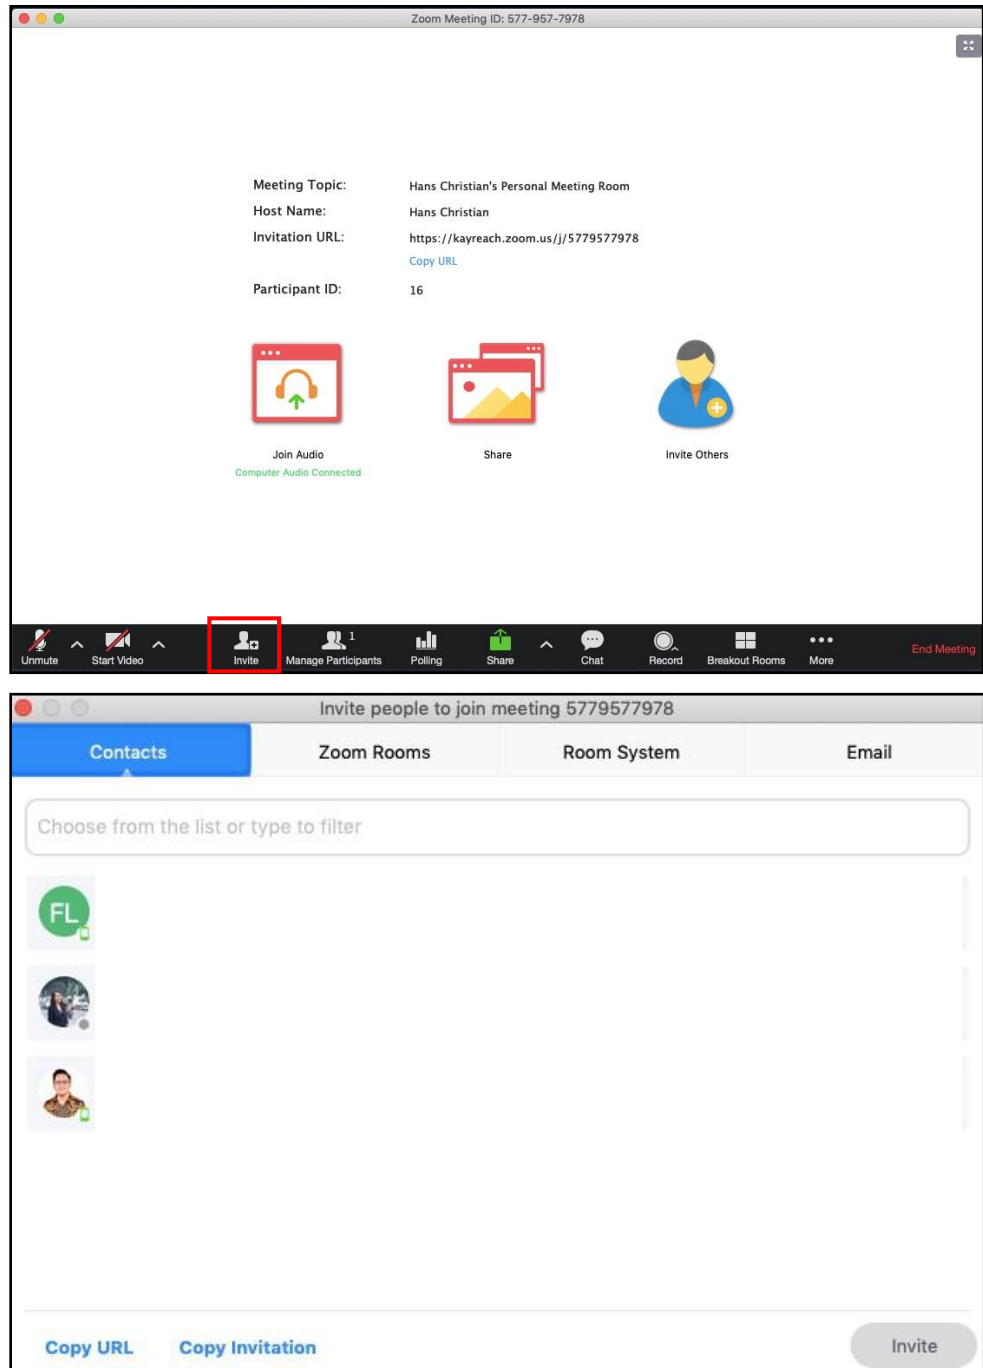 Zoom Meeting ID: 577-957-7978
Meeting Topic: Hans Christian's Personal Meeting Room
Host Name: Hans Christian
Invitation URL: https://kayreach.zoom.us/j/5779577978
Copy URL
Participant ID: 16
Join Audio Share Invite Others
Computer Audio Connected
1
Unmute Start Video Invite Manage Participants Polling Share Chat Record Breakout Rooms More End Meeting
Invite people to join meeting 5779577978
Contacts Zoom Rooms Room System Email
Choose from the list or type to filter
FL
Copy URL Copy Invitation Invite